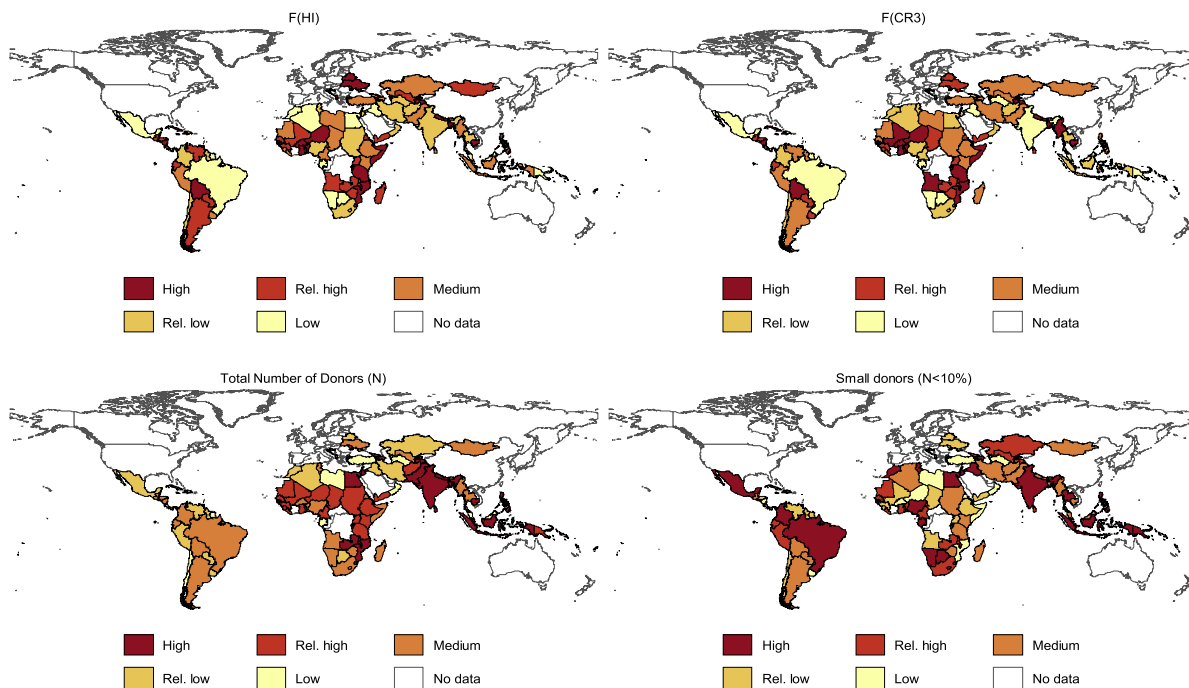 F(HI)
F(CR3)
High
Rel. high
Medium
Rel. low
Low
No data
High
Rel. high
Medium
Rel. low
Low
No data
Total Number of Donors (N)
Small donors (N<10%)
High
Rel. high
Medium
Rel. low
Low
No data
High
Rel. high
Medium
Rel. low
Low
No data